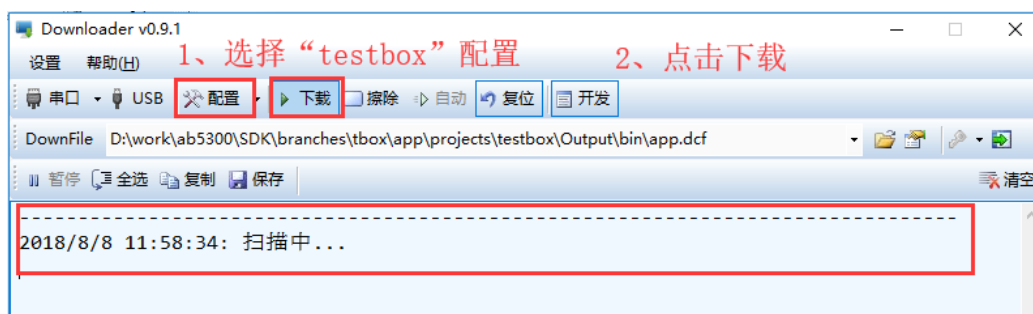 Downloader v0.9.1
1、选择“testbox”配置
2、点击下载
设置 帮助(H)
串口 USB 配置 下载 擦除 自动 复位 开发
DownFile D:\work\ab5300\SDK\branches\tbox\app\projects\testbox\Output\bin\app.dcf
暂停 全选 复制 保存 清空
--------------------------------------------------------------------------------
2018/8/8 11:58:34: 扫描中...